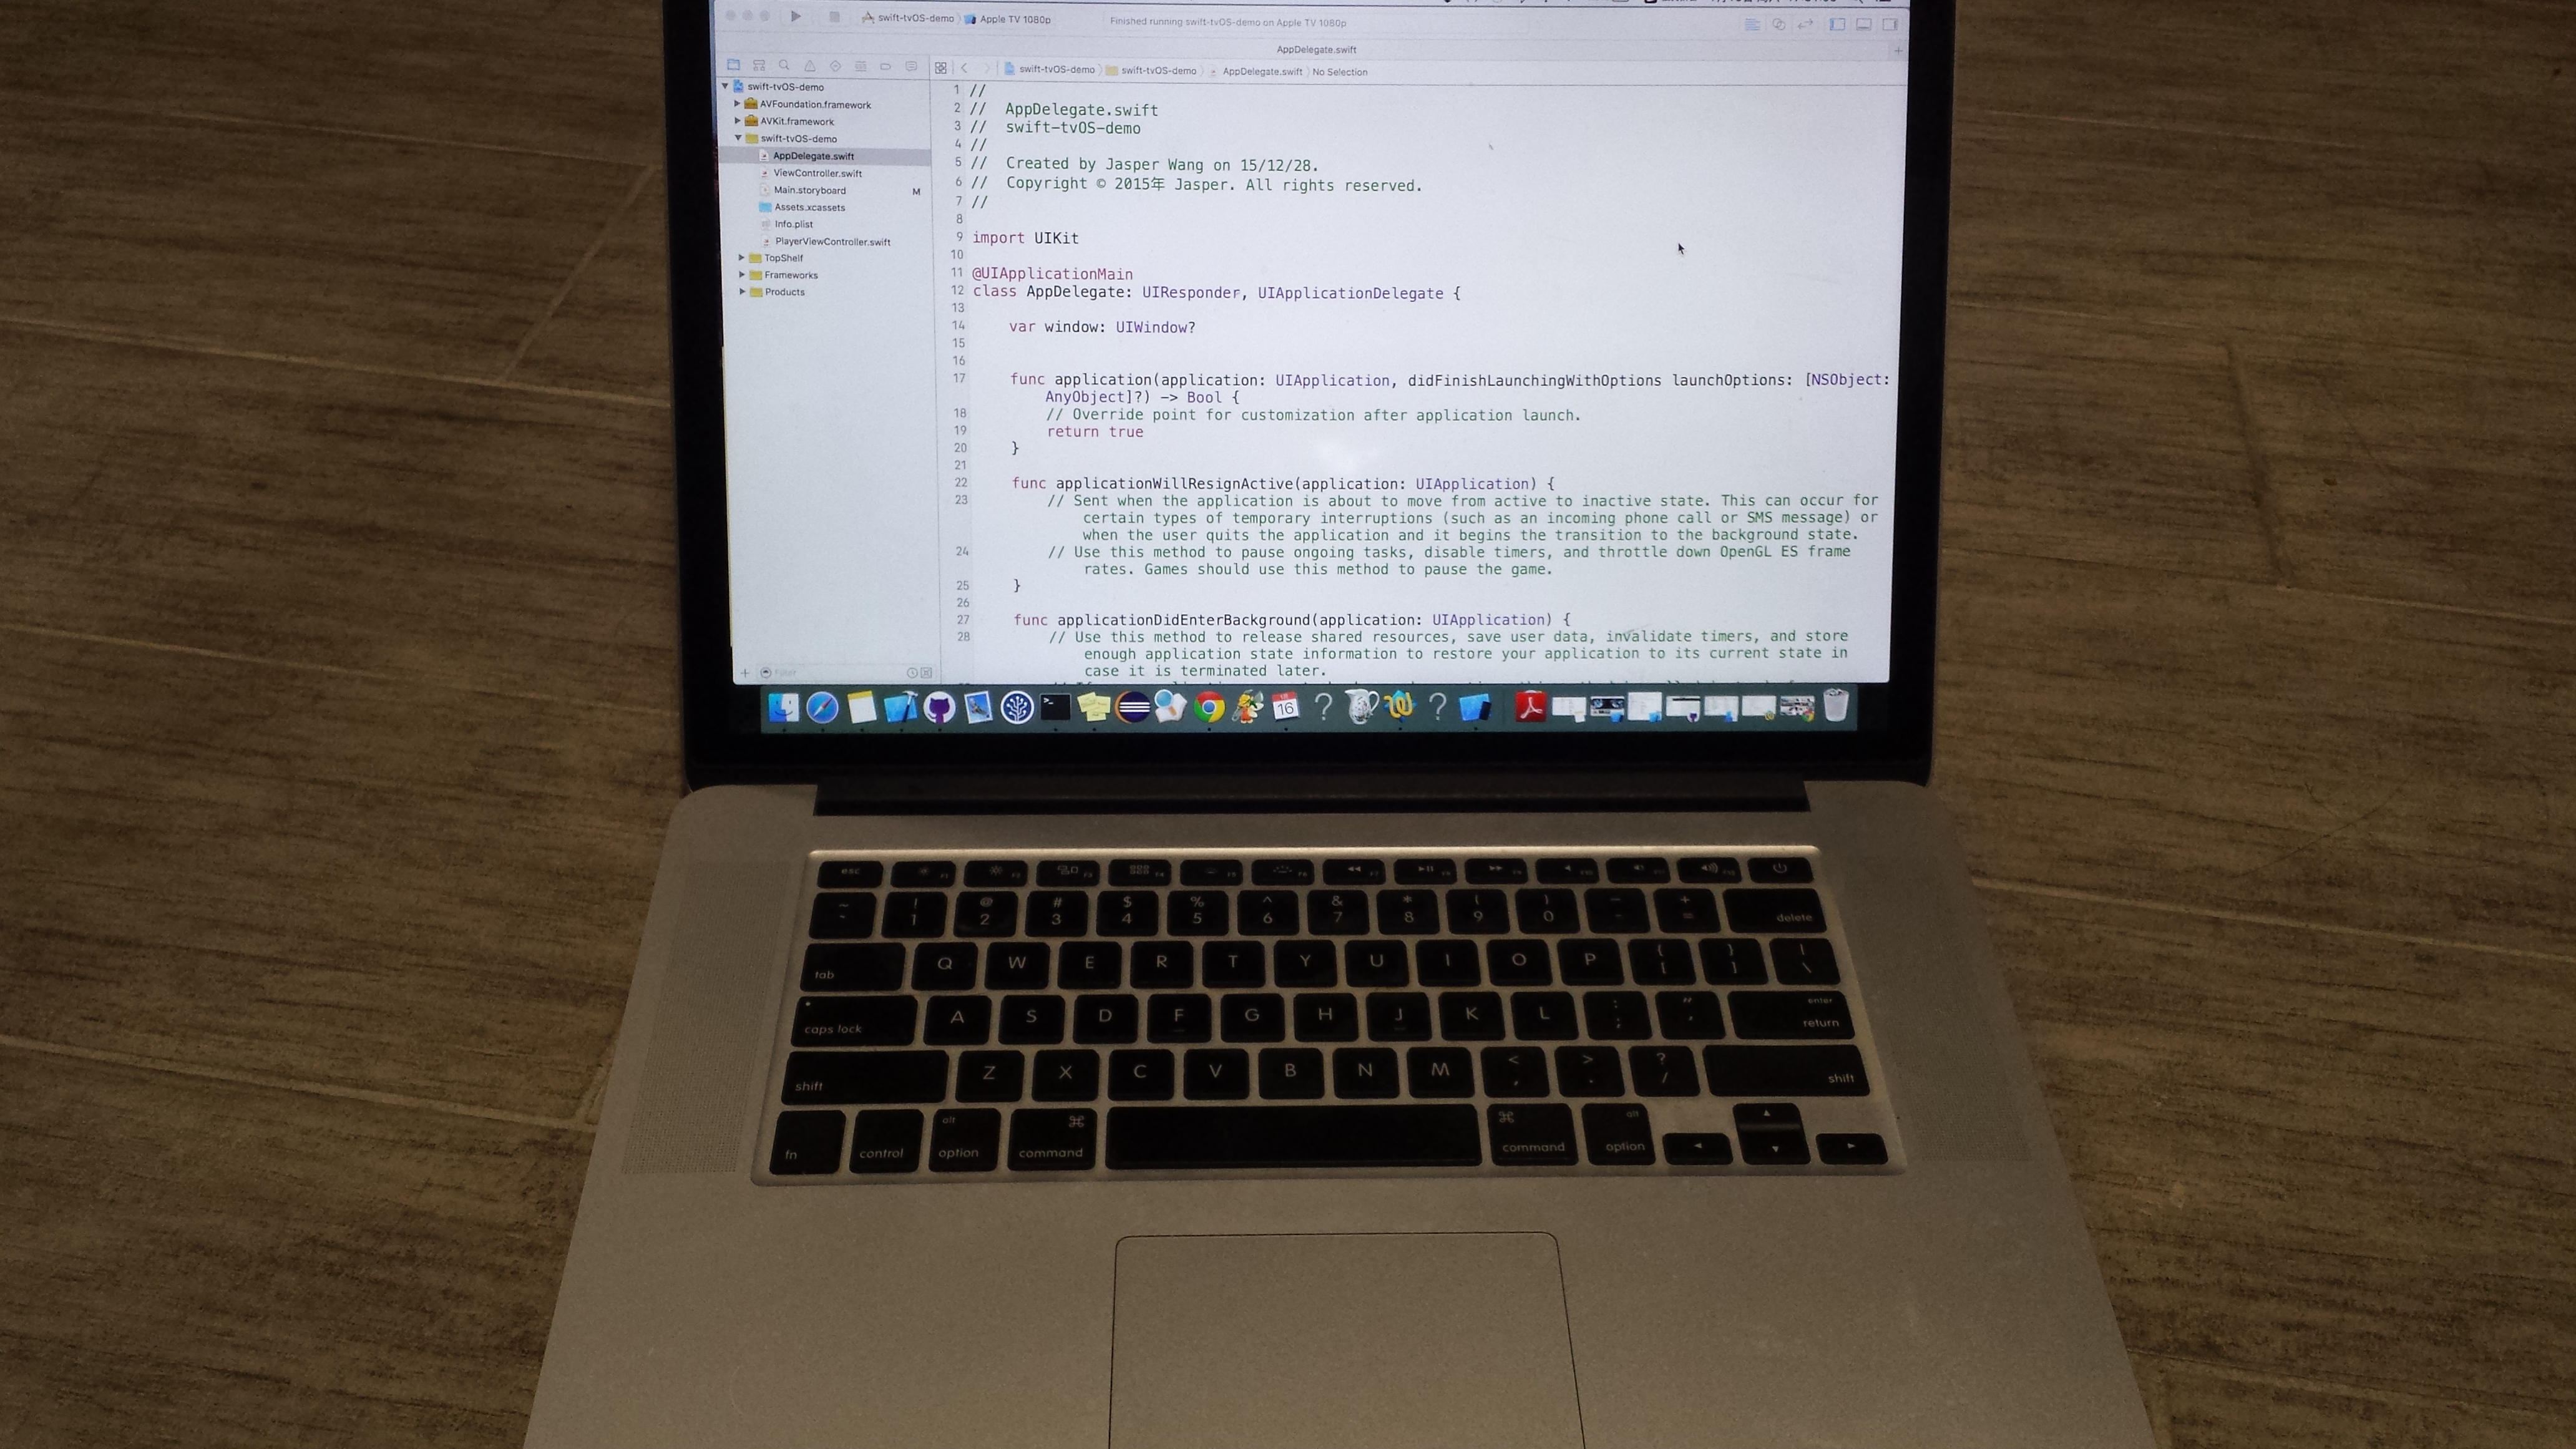 swift-tvOS-demo Apple TV 1080p
Finished running swift-tvOS-demo on Apple TV 1080p
AppDelegate.swift
swift-tvOS-demo swift-tvOS-demo AppDelegate.swift No Selection
swift-tvOS-demo
AVFoundation.framework
AVKit.framework
swift-tvOS-demo
AppDelegate.swift
ViewController.swift
Main.storyboard M
Assets.xcassets
Info.plist
PlayerViewController.swift
TopShelf
Frameworks
Products
Filter
1 //
2 // AppDelegate.swift
3 // swift-tvOS-demo
4 //
5 // Created by Jasper Wang on 15/12/28.
6 // Copyright © 2015年 Jasper. All rights reserved.
7 //
8
9 import UIKit
10
11 @UIApplicationMain
12 class AppDelegate: UIResponder, UIApplicationDelegate {
13
14 var window: UIWindow?
15
16
17 func application(application: UIApplication, didFinishLaunchingWithOptions launchOptions: [NSObject:
AnyObject]?) -> Bool {
18 // Override point for customization after application launch.
19 return true
20 }
21
22 func applicationWillResignActive(application: UIApplication) {
23 // Sent when the application is about to move from active to inactive state. This can occur for
certain types of temporary interruptions (such as an incoming phone call or SMS message) or
when the user quits the application and it begins the transition to the background state.
24 // Use this method to pause ongoing tasks, disable timers, and throttle down OpenGL ES frame
rates. Games should use this method to pause the game.
25 }
26
27 func applicationDidEnterBackground(application: UIApplication) {
28 // Use this method to release shared resources, save user data, invalidate timers, and store
enough application state information to restore your application to its current state in
case it is terminated later.
16
esc
~ ! @ # $ % ^ & * ( ) _ +
` 1 2 3 4 5 6 7 8 9 0 - = delete
tab Q W E R T Y U I O P { [ } ] | \
caps lock A S D F G H J K L : ; " ' enter return
shift Z X C V B N M < , > . ? / shift
fn control alt option ⌘ command ⌘ command alt option